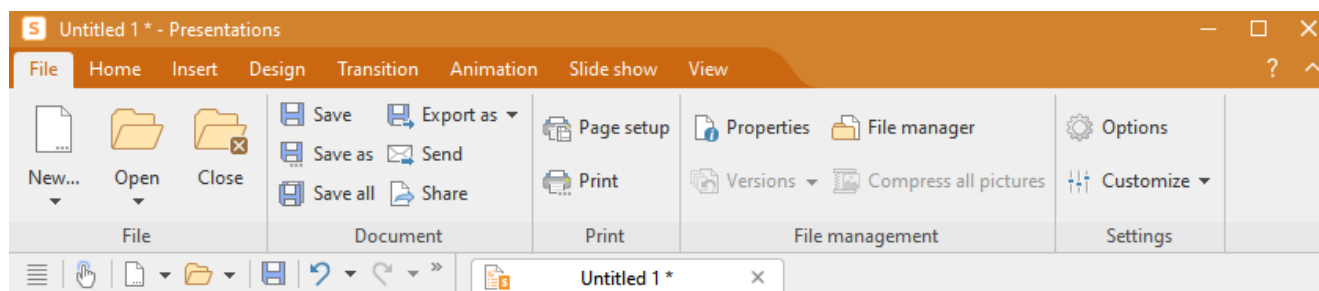 S Untitled 1 * - Presentations
File Home Insert Design Transition Animation Slide show View ?
New... Open Close
Save Export as
Save as Send
Save all Share
Page setup
Print
Properties File manager
Versions Compress all pictures
Options
Customize
File Document Print File management Settings
» S Untitled 1 *